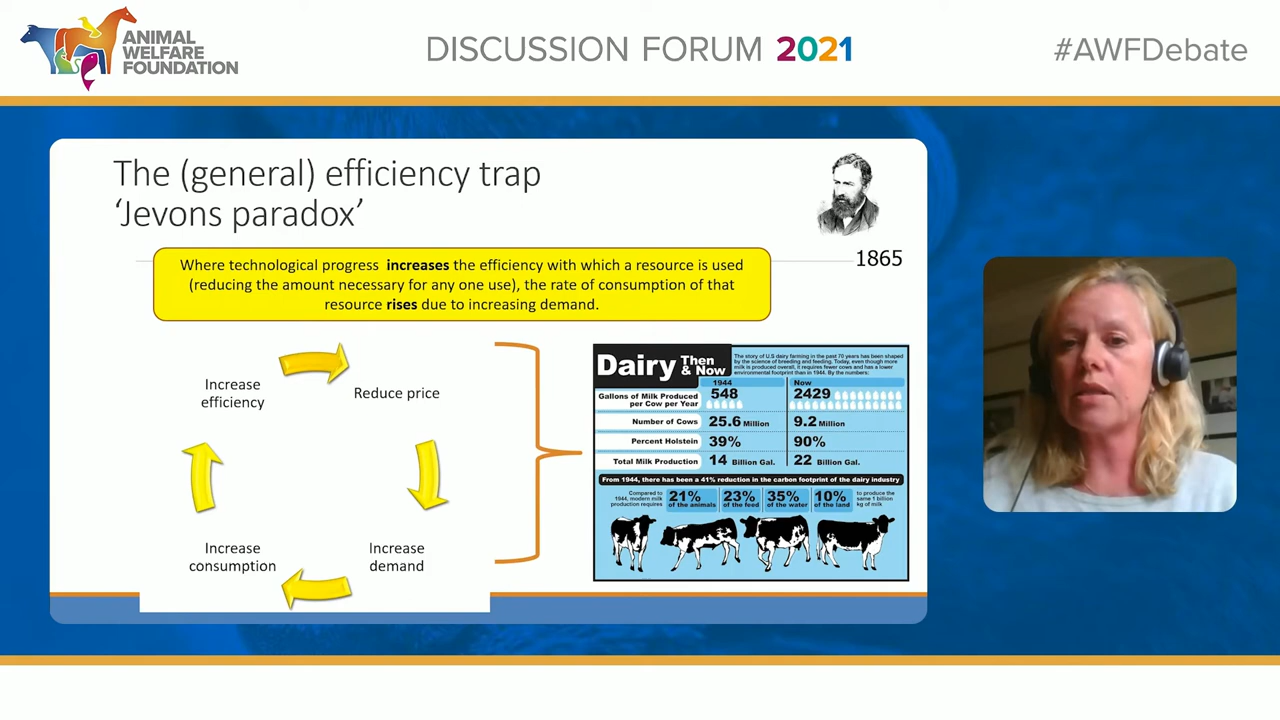 ANIMAL
WELFARE
FOUNDATION
DISCUSSION FORUM 2021
#AWFDebate
The (general) efficiency trap
‘Jevons paradox’
1865
Where technological progress increases the efficiency with which a resource is used
(reducing the amount necessary for any one use), the rate of consumption of that
resource rises due to increasing demand.
Increase
efficiency
Reduce price
Increase
consumption
Increase
demand
Dairy Then
& Now
The story of U.S dairy farming in the past 70 years has been shaped
by the science of breeding and feeding. Today, even though more
milk is produced overall, it requires fewer cows and has a lower
environmental footprint than in 1944. By the numbers:
1944 Now
Gallons of Milk Produced
per Cow per Year 548 2429
Number of Cows 25.6 Million 9.2 Million
Percent Holstein 39% 90%
Total Milk Production 14 Billion Gal. 22 Billion Gal.
From 1944, there has been a 41% reduction in the carbon footprint of the dairy industry
Compared to
1944, modern milk
production requires
21%
of the animals
23%
of the feed
35%
of the water
10%
of the land
to produce the
same 1 billion
kg of milk